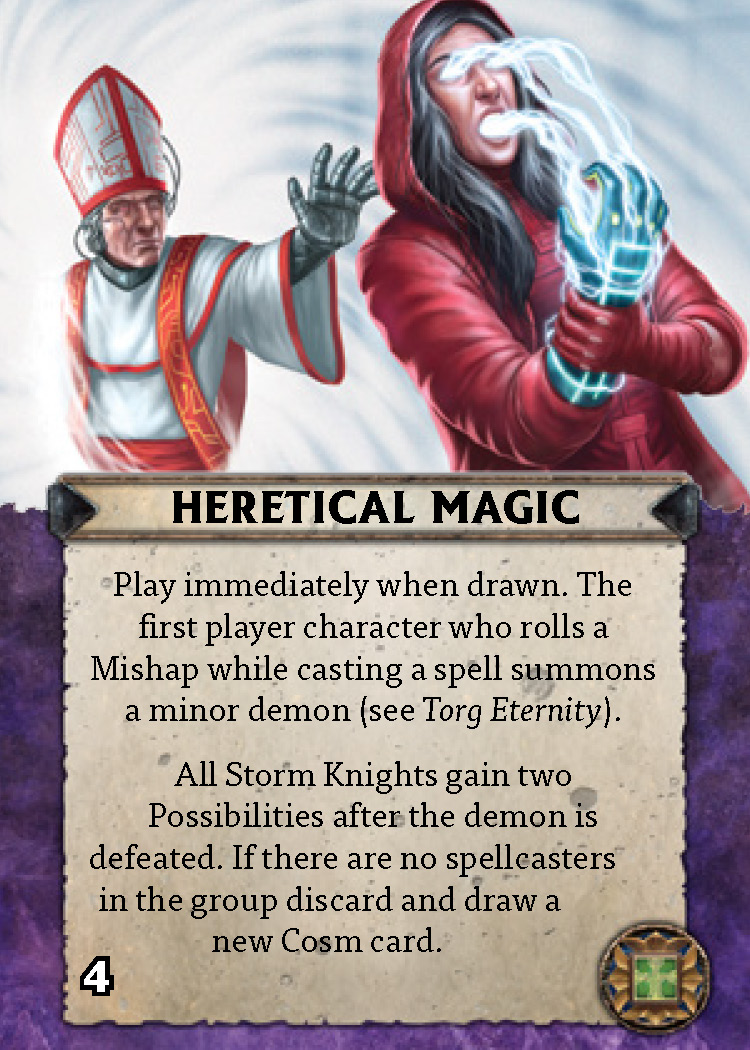 HERETICAL MAGIC
Play immediately when drawn. The
first player character who rolls a
Mishap while casting a spell summons
a minor demon (see Torg Eternity).
All Storm Knights gain two
Possibilities after the demon is
defeated. If there are no spellcasters
in the group discard and draw a
new Cosm card.
4